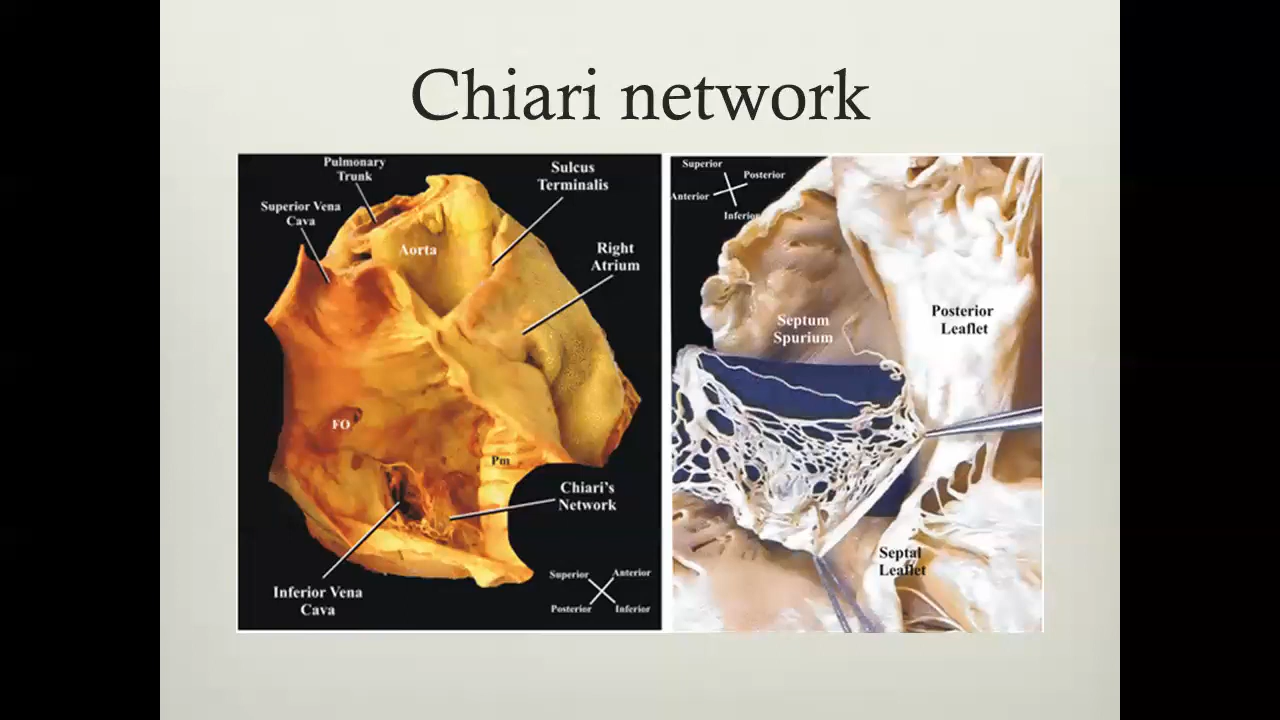 Chiari network
Pulmonary
Trunk
Sulcus
Terminalis
Superior Vena
Cava
Aorta
Right
Atrium
FO
Pm
Chiari's
Network
Inferior Vena
Cava
Superior
Anterior
Posterior
Inferior
Superior
Posterior
Anterior
Inferior
Septum
Spurium
Posterior
Leaflet
Septal
Leaflet